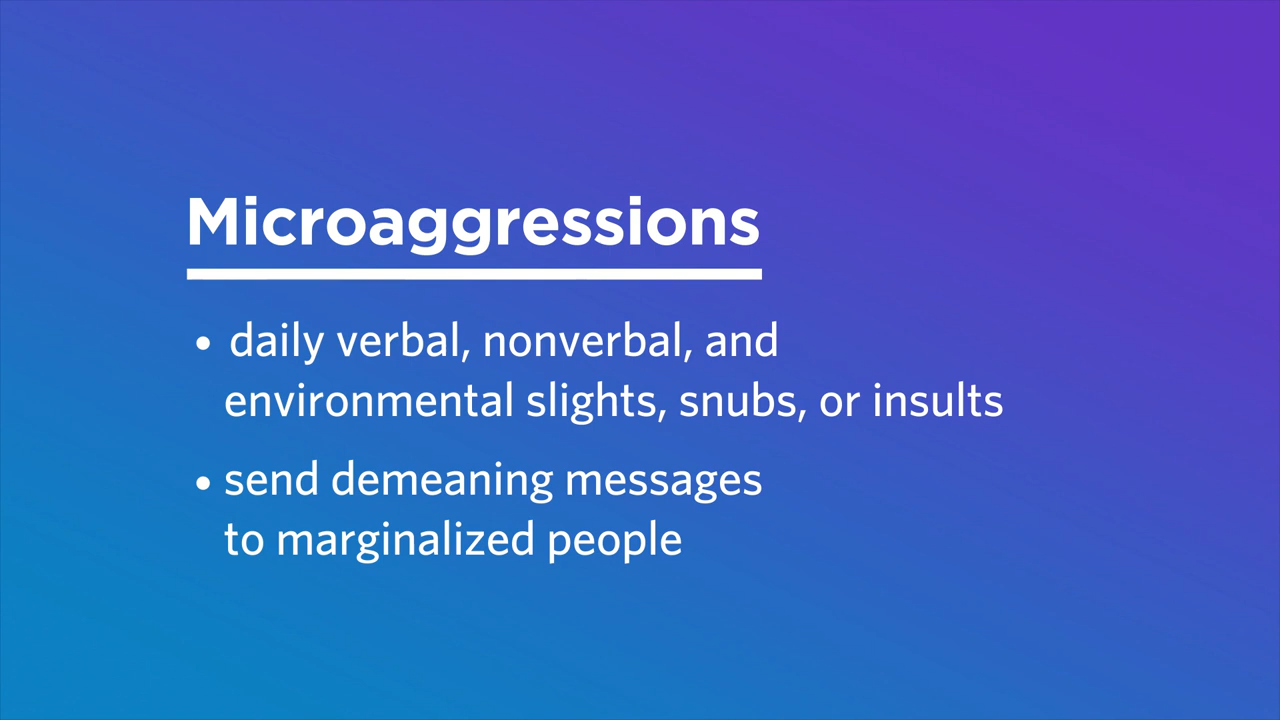 Microaggressions
• daily verbal, nonverbal, and
environmental slights, snubs, or insults
• send demeaning messages
to marginalized people